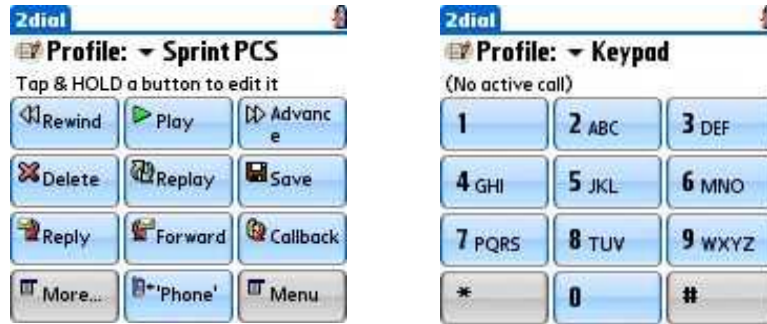 2dial
Profile: Sprint PCS
Tap & HOLD a button to edit it
Rewind Play Advanc
e
Delete Replay Save
Reply Forward Callback
More... 'Phone' Menu
2dial
Profile: Keypad
(No active call)
1 2 ABC 3 DEF
4 GHI 5 JKL 6 MNO
7 PQRS 8 TUV 9 WXYZ
* 0 #